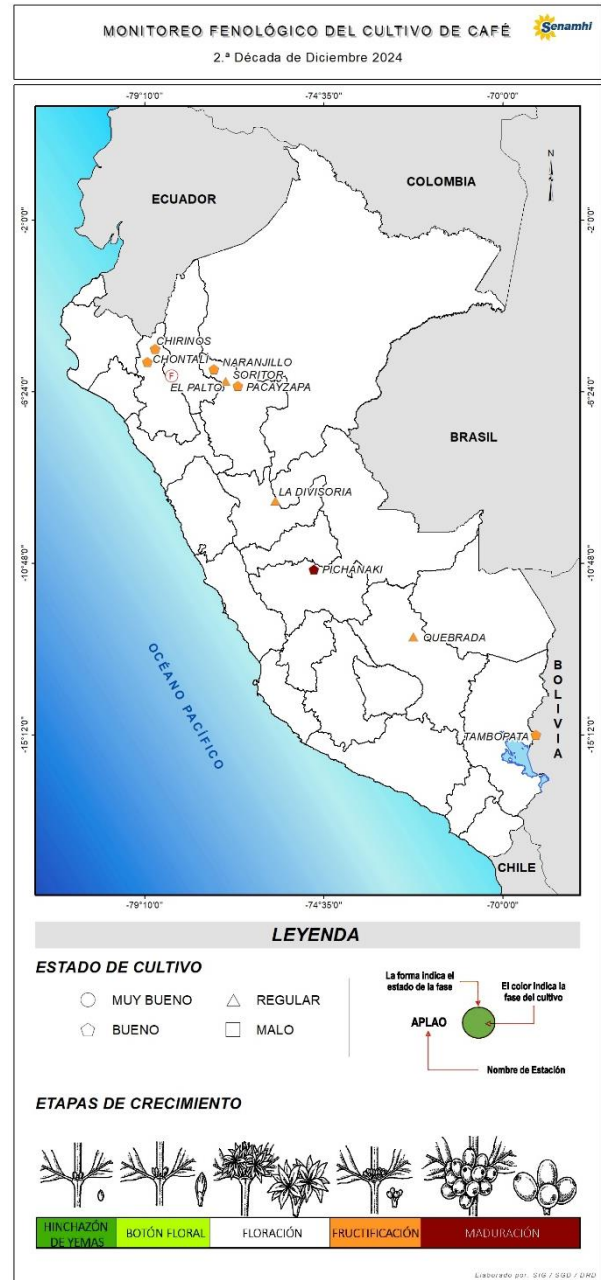 MONITOREO FENOLÓGICO DEL CULTIVO DE CAFÉ
Senamhi
2.ª Década de Diciembre 2024
-79°10'0" -74°35'0" -70°0'0"
N
COLOMBIA
ECUADOR
-2°0'0"
-2°0'0"
CHIRINOS
CHONTALI
NARANJILLO
SORITOR
F
EL PALTO
PACAYZAPA
-6°24'0"
-6°24'0"
BRASIL
LA DIVISORIA
-10°48'0"
-10°48'0"
PICHANAKI
QUEBRADA
OCÉANO PACÍFICO
BOLIVIA
TAMBOPATA
-15°12'0"
-15°12'0"
CHILE
-79°10'0" -74°35'0" -70°0'0"
LEYENDA
ESTADO DE CULTIVO
MUY BUENO
REGULAR
BUENO
MALO
La forma indica el
estado de la fase
El color indica la
fase del cultivo
APLAO
Nombre de Estación
ETAPAS DE CRECIMIENTO
HINCHAZÓN
DE YEMAS
BOTÓN FLORAL
FLORACIÓN
FRUCTIFICACIÓN
MADURACIÓN
Elaborado por: SIG / SGD / DRD